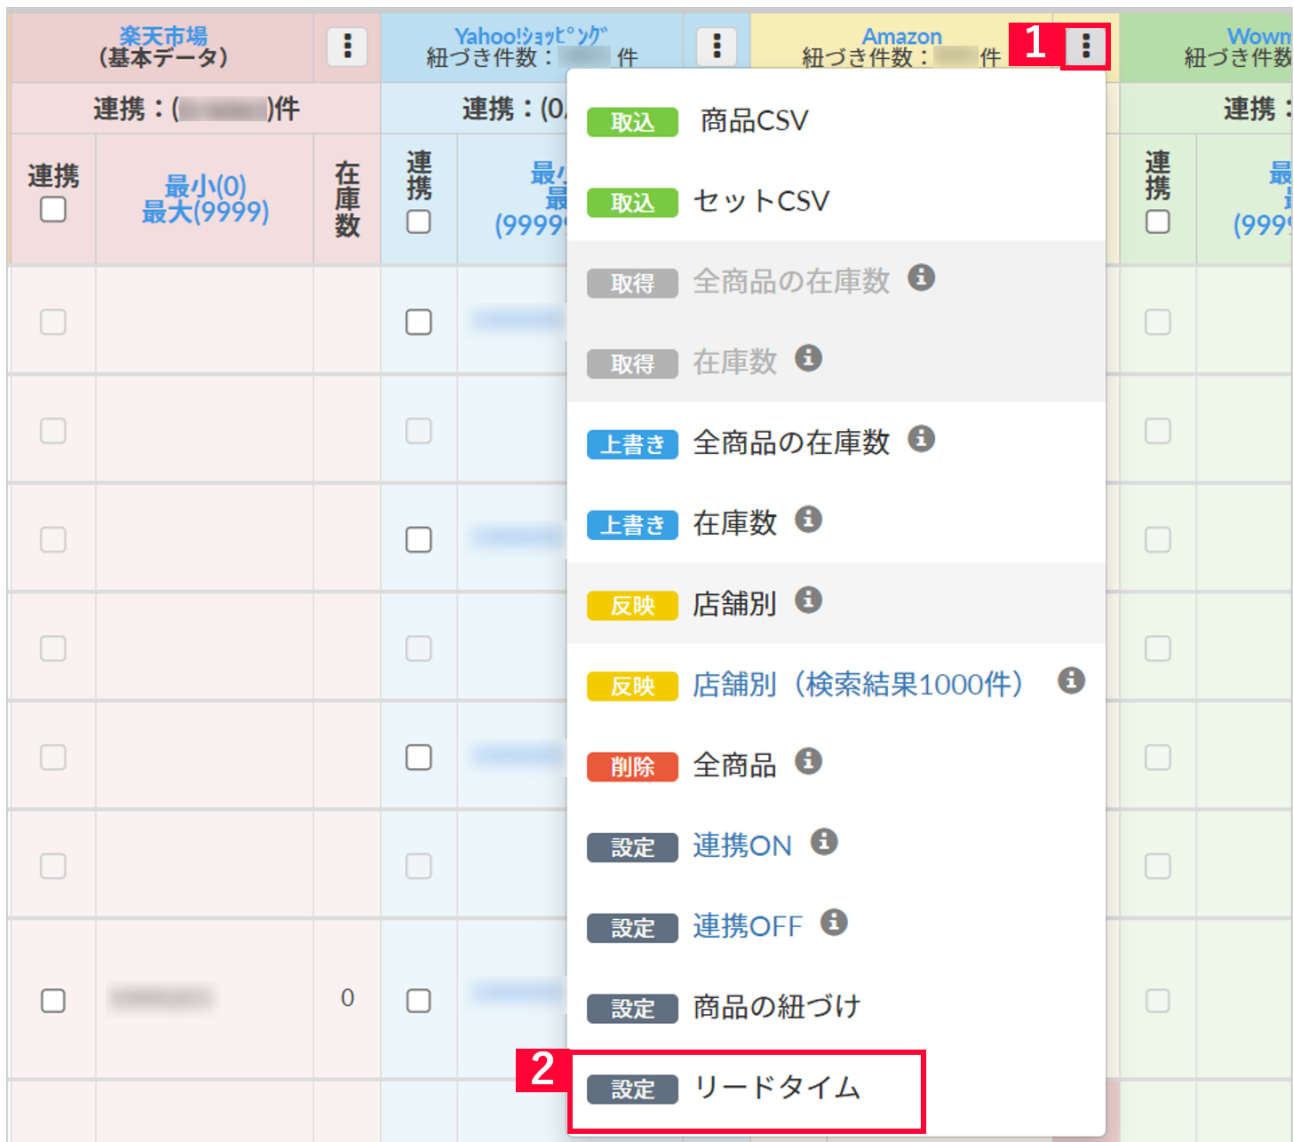 楽天市場
(基本データ)
Yahoo!ｼｮｯﾋﾟﾝｸﾞ
紐づき件数： 件
Amazon
紐づき件数： 件
1
紐づき件数
連携：( )件
連携：(0
連携：
連携
最小(0)
最大(9999)
在庫数
連携
(9999
連携
(999
取込 商品CSV
取込 セットCSV
取得 全商品の在庫数
取得 在庫数
上書き 全商品の在庫数
上書き 在庫数
反映 店舗別
反映 店舗別（検索結果1000件）
削除 全商品
設定 連携ON
設定 連携OFF
0
設定 商品の紐づけ
2
設定 リードタイム